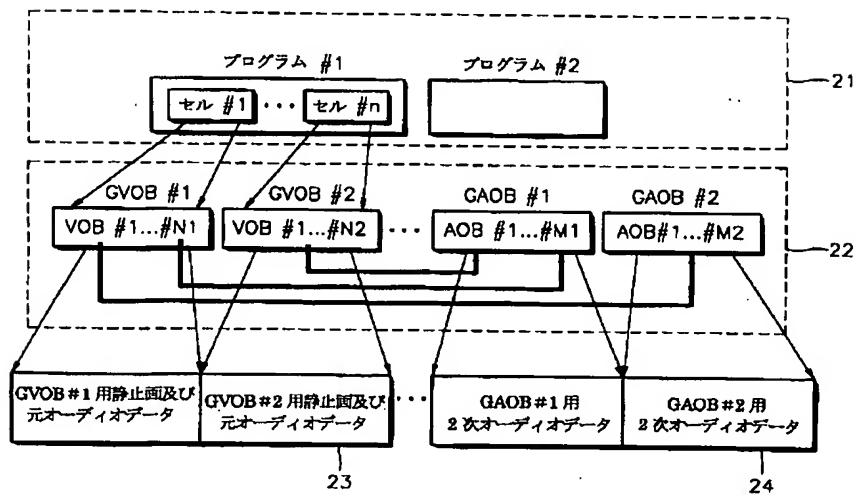 プログラム #1
プログラム #2
21
セル #1 ・・・ セル #n
GVOB #1
GVOB #2
GAOB #1
GAOB #2
VOB #1...#N1
VOB #1...#N2
・・・
AOB #1...#M1
AOB#1...#M2
22
GVOB#1 用静止画及び
元オーディオデータ
GVOB#2 用静止画及び
元オーディオデータ
・・・
GAOB#1 用
2次オーディオデータ
GAOB#2 用
2次オーディオデータ
23
24